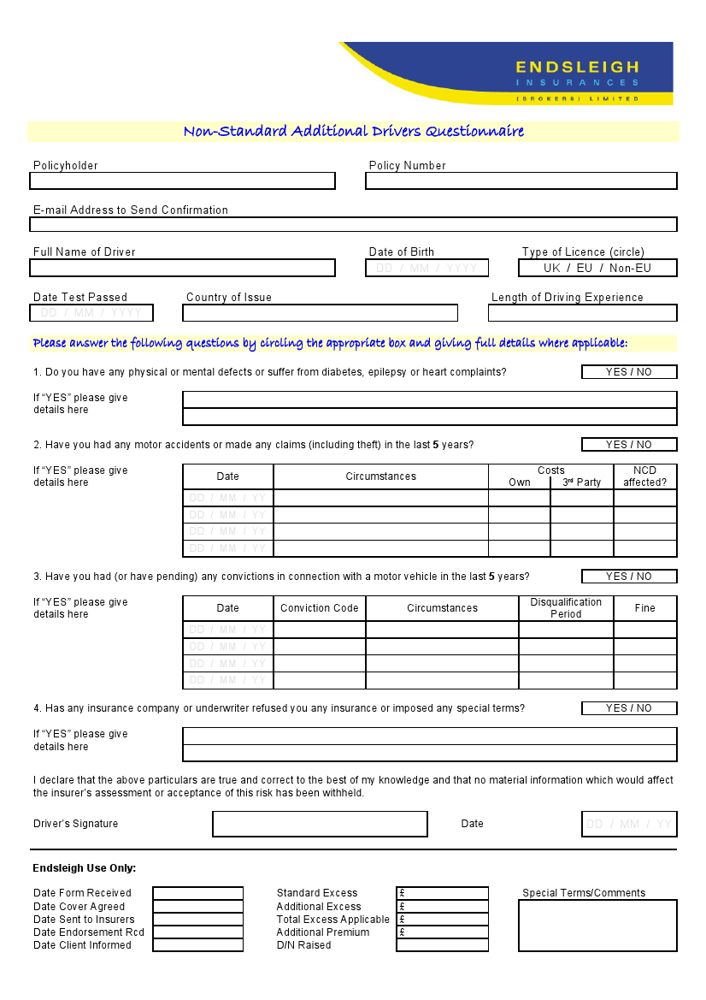 ENDSLEIGH
INSURANCES
(BROKERS) LIMITED
Non-Standard Additional Drivers Questionnaire
Policyholder Policy Number
E-mail Address to Send Confirmation
Full Name of Driver Date of Birth Type of Licence (circle)
DD / MM / YYYY UK / EU / Non-EU
Date Test Passed Country of Issue Length of Driving Experience
DD / MM / YYYY
Please answer the following questions by circling the appropriate box and giving full details where applicable:
1. Do you have any physical or mental defects or suffer from diabetes, epilepsy or heart complaints? YES / NO
If “YES” please give
details here
2. Have you had any motor accidents or made any claims (including theft) in the last 5 years? YES / NO
If “YES” please give
details here
Date Circumstances Costs NCD
Own 3rd Party affected?
DD / MM / YY
DD / MM / YY
DD / MM / YY
DD / MM / YY
3. Have you had (or have pending) any convictions in connection with a motor vehicle in the last 5 years? YES / NO
If “YES” please give
details here
Date Conviction Code Circumstances Disqualification Fine
Period
DD / MM / YY
DD / MM / YY
DD / MM / YY
DD / MM / YY
4. Has any insurance company or underwriter refused you any insurance or imposed any special terms? YES / NO
If “YES” please give
details here
I declare that the above particulars are true and correct to the best of my knowledge and that no material information which would affect
the insurer’s assessment or acceptance of this risk has been withheld.
Driver’s Signature Date DD / MM / YY
Endsleigh Use Only:
Date Form Received Standard Excess £ Special Terms/Comments
Date Cover Agreed Additional Excess £
Date Sent to Insurers Total Excess Applicable £
Date Endorsement Rcd Additional Premium £
Date Client Informed D/N Raised